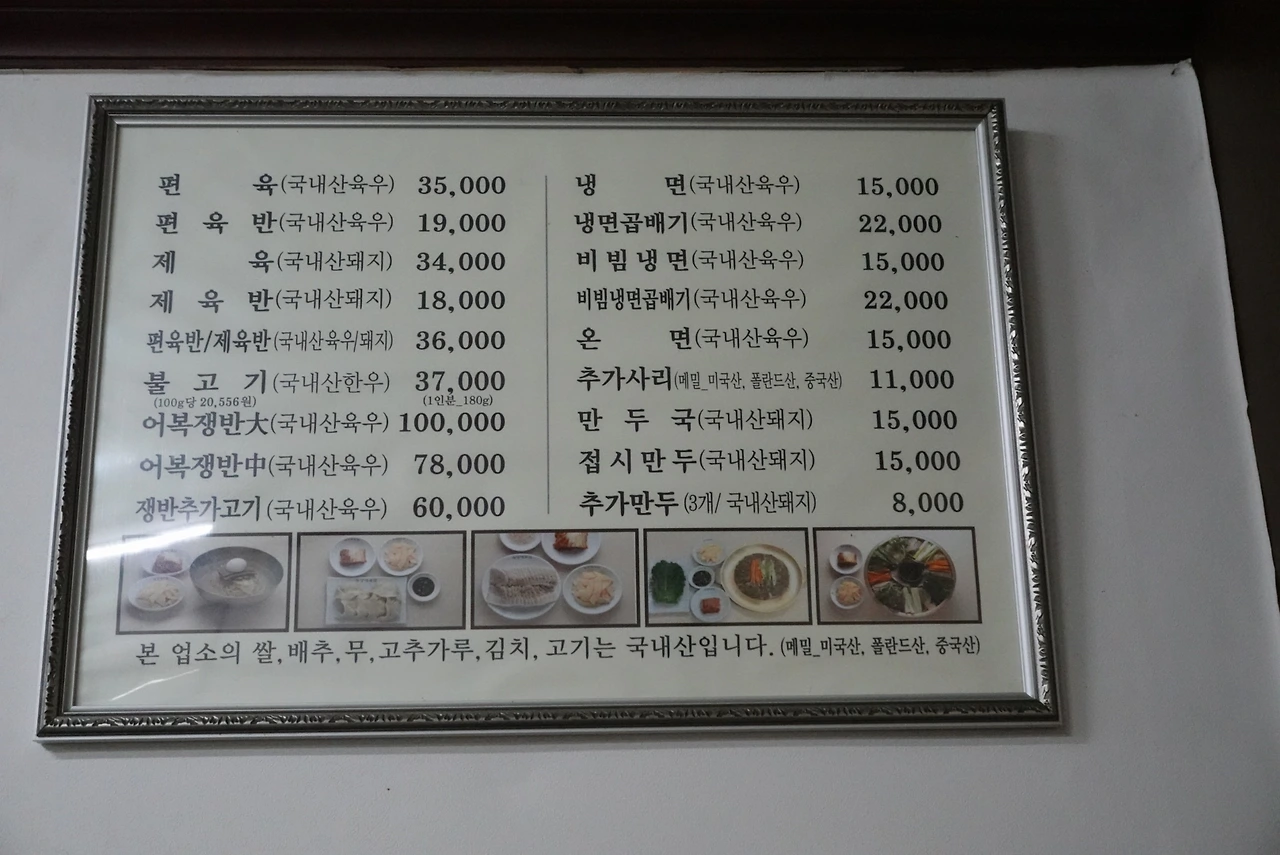 편 육(국내산육우) 35,000
편 육 반(국내산육우) 19,000
제 육(국내산돼지) 34,000
제 육 반(국내산돼지) 18,000
편육반/제육반(국내산육우/돼지) 36,000
불 고 기(국내산한우) 37,000
(100g당 20,556원) (1인분_180g)
어복쟁반大(국내산육우) 100,000
어복쟁반中(국내산육우) 78,000
쟁반추가고기(국내산육우) 60,000
냉 면(국내산육우) 15,000
냉면곱배기(국내산육우) 22,000
비 빔 냉 면(국내산육우) 15,000
비빔냉면곱배기(국내산육우) 22,000
온 면(국내산육우) 15,000
추가사리(메밀_미국산, 폴란드산, 중국산) 11,000
만 두 국(국내산돼지) 15,000
접 시 만 두(국내산돼지) 15,000
추가만두 (3개/ 국내산돼지) 8,000
본 업소의 쌀,배추,무,고추가루,김치, 고기는 국내산입니다. (메밀_미국산, 폴란드산, 중국산)